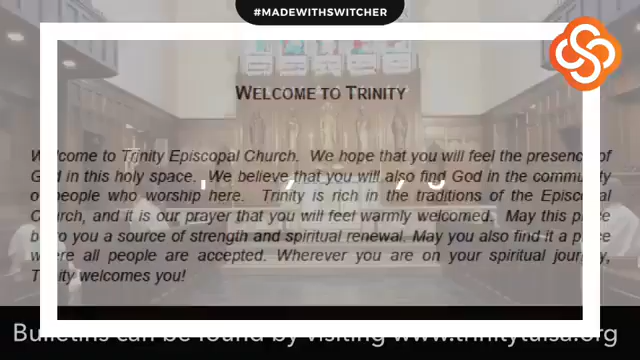 #MADEWITHSWITCHER
WELCOME TO TRINITY
Welcome to Trinity Episcopal Church. We hope that you will feel the presence of
God in this holy space. We believe that you will also find God in the community
of people who worship here. Trinity is rich in the traditions of the Episcopal
Church, and it is our prayer that you will feel warmly welcomed. May this place
be to you a source of strength and spiritual renewal. May you also find it a place
where all people are accepted. Wherever you are on your spiritual journey,
Trinity welcomes you!
Bulletins can be found by visiting www.trinitytulsa.org